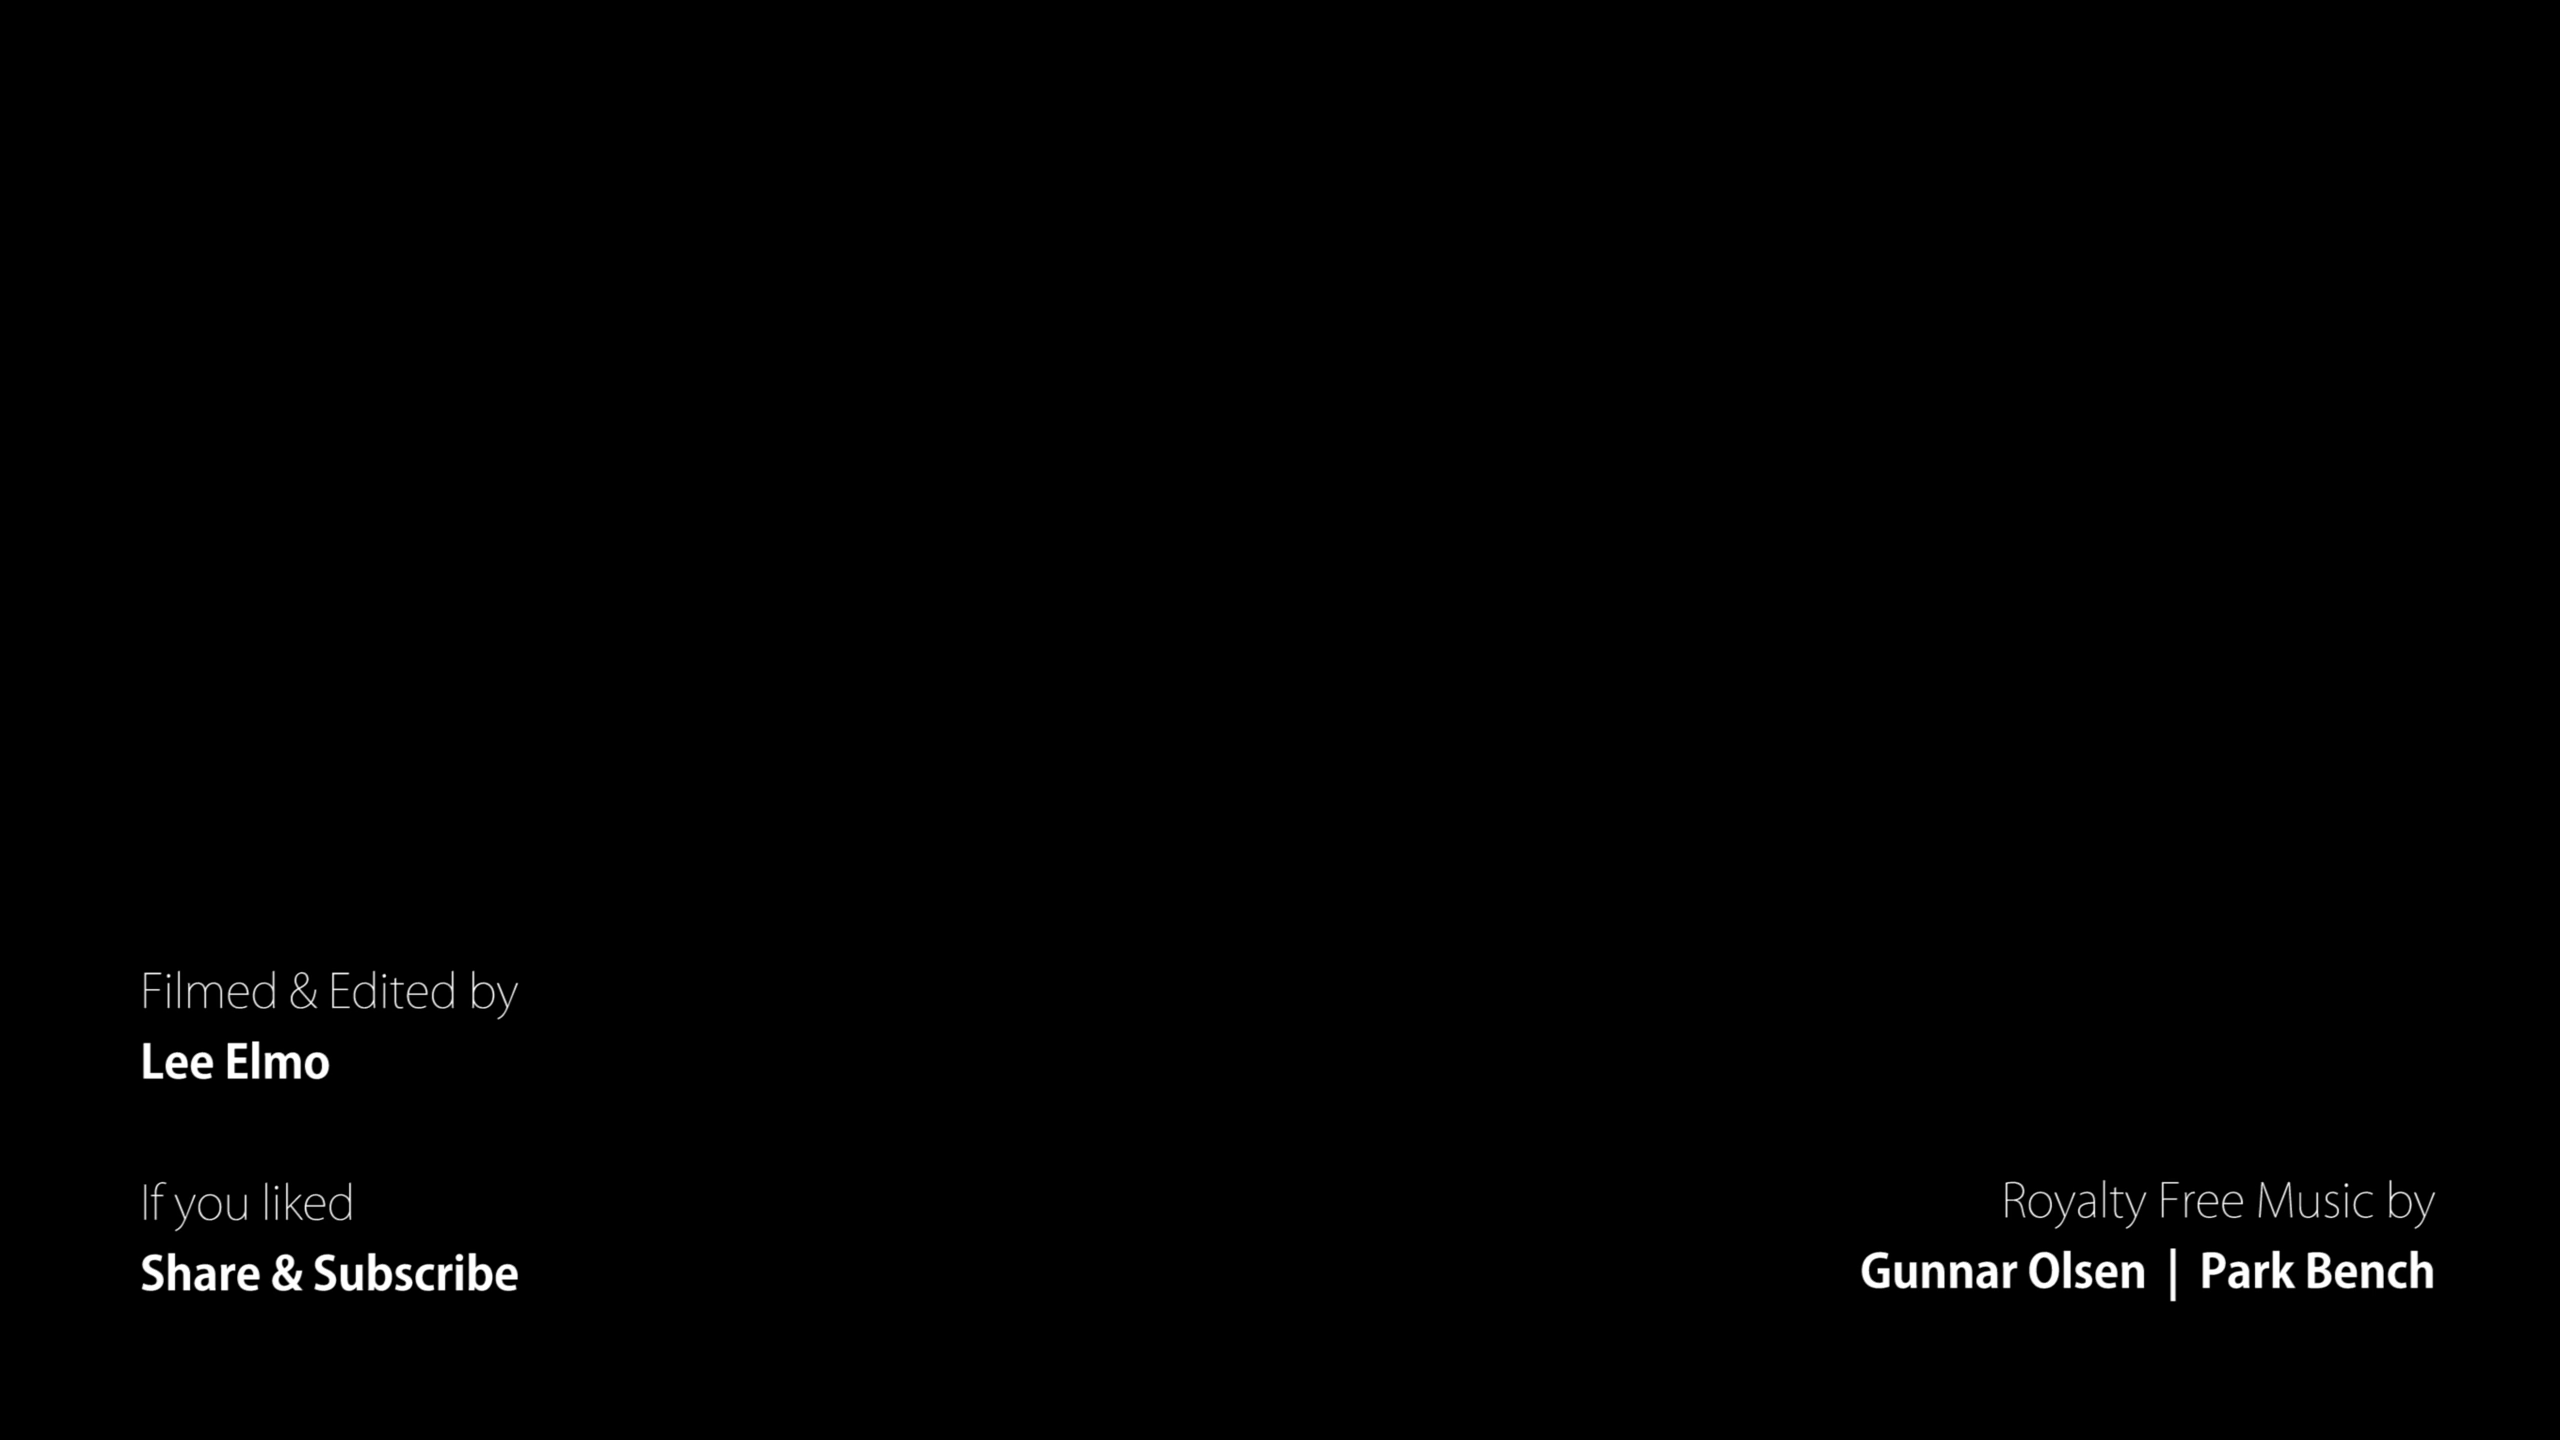 Filmed & Edited by
Lee Elmo
If you liked
Share & Subscribe
Royalty Free Music by
Gunnar Olsen | Park Bench